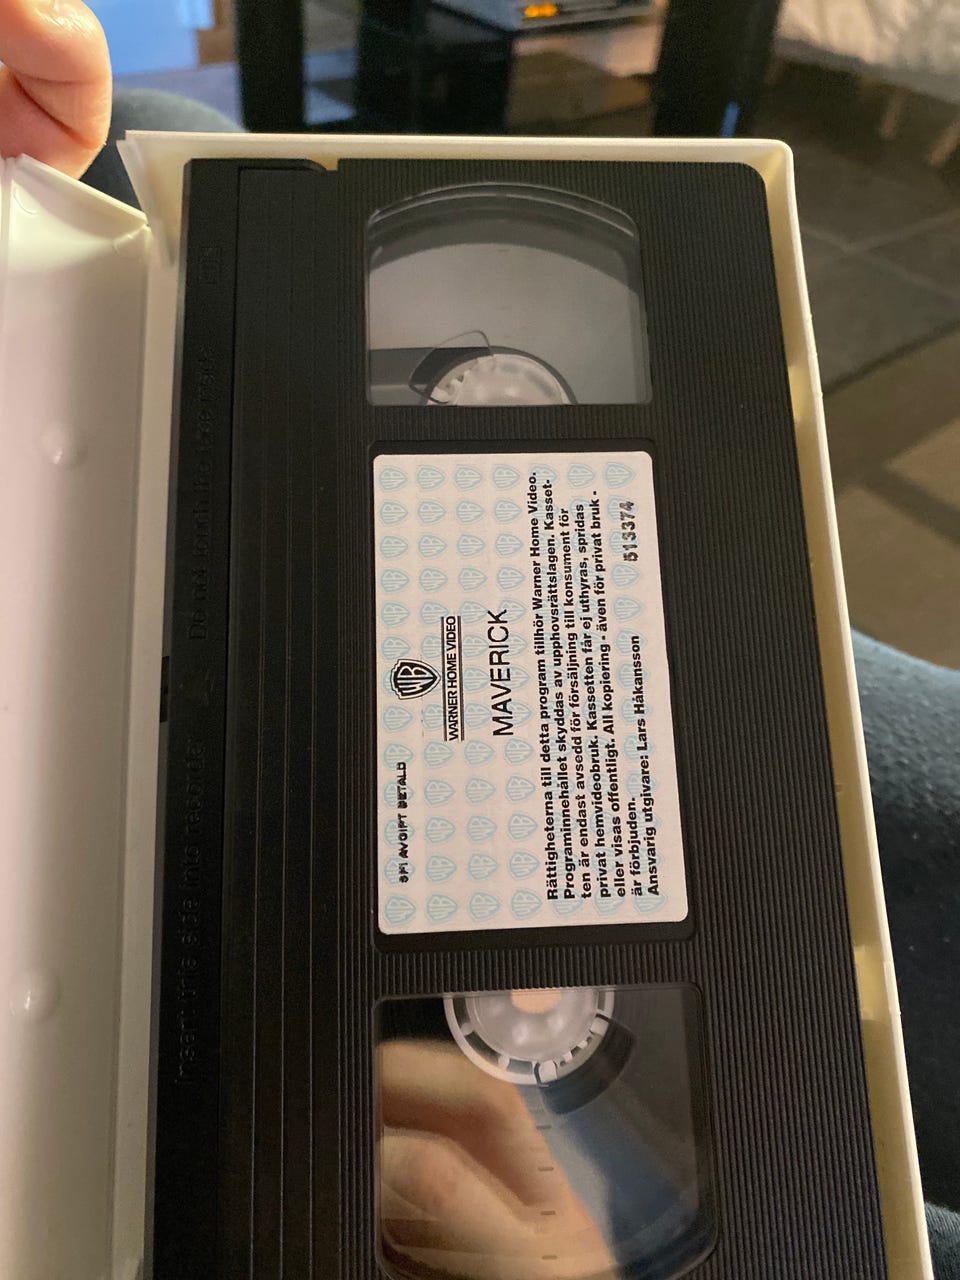 SFI AVGIFT BETALD
WB
WARNER HOME VIDEO
MAVERICK
Rättigheterna till detta program tillhör Warner Home Video.
Programinnehållet skyddas av upphovsrättslagen. Kasset-
ten är endast avsedd för försäljning till konsument för
privat hemvideobruk. Kassetten får ej uthyras, spridas
eller visas offentligt. All kopiering - även för privat bruk -
är förbjuden.
Ansvarig utgivare: Lars Håkansson
513374
Insert this side into recorder
Do not touch the tape inside